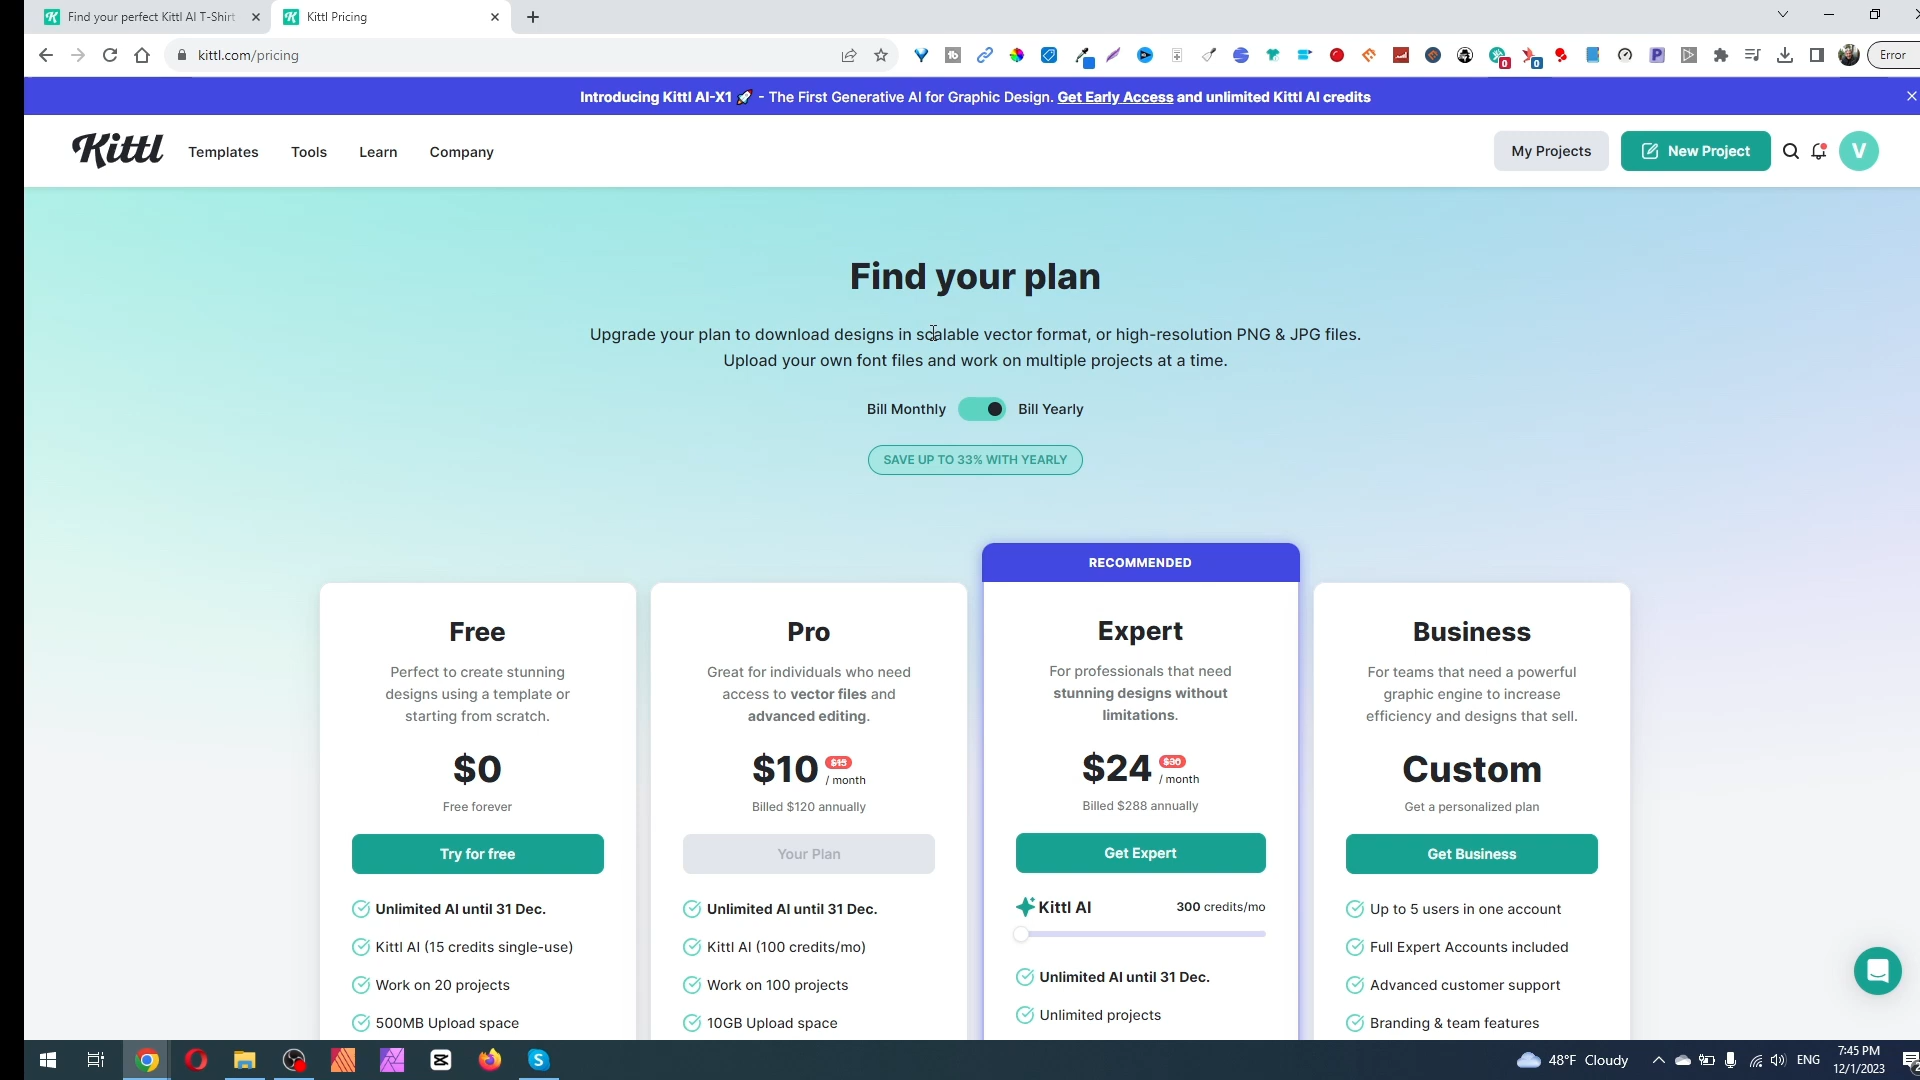 Find your perfect Kittl AI T-Shirt
Kittl Pricing
kittl.com/pricing
Error
Introducing Kittl AI-X1 🚀 - The First Generative AI for Graphic Design. Get Early Access and unlimited Kittl AI credits
Kittl
Templates
Tools
Learn
Company
My Projects
New Project
V
Find your plan
Upgrade your plan to download designs in scalable vector format, or high-resolution PNG & JPG files.
Upload your own font files and work on multiple projects at a time.
Bill Monthly
Bill Yearly
SAVE UP TO 33% WITH YEARLY
Free
Perfect to create stunning
designs using a template or
starting from scratch.
$0
Free forever
Try for free
Unlimited AI until 31 Dec.
Kittl AI (15 credits single-use)
Work on 20 projects
500MB Upload space
Pro
Great for individuals who need
access to vector files and
advanced editing.
$10 $15
/ month
Billed $120 annually
Your Plan
Unlimited AI until 31 Dec.
Kittl AI (100 credits/mo)
Work on 100 projects
10GB Upload space
RECOMMENDED
Expert
For professionals that need
stunning designs without
limitations.
$24 $30
/ month
Billed $288 annually
Get Expert
Kittl AI 300 credits/mo
Unlimited AI until 31 Dec.
Unlimited projects
Business
For teams that need a powerful
graphic engine to increase
efficiency and designs that sell.
Custom
Get a personalized plan
Get Business
Up to 5 users in one account
Full Expert Accounts included
Advanced customer support
Branding & team features
48°F Cloudy
ENG
7:45 PM
12/1/2023